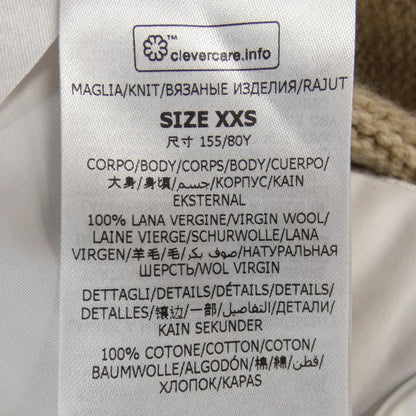 ™
clevercare.info
MAGLIA/KNIT/ВЯЗАНЫЕ ИЗДЕЛИЯ/RAJUT
SIZE XXS
尺寸 155/80Y
CORPO/BODY/CORPS/BODY/CUERPO/
大身/身頃/جسم/КОРПУС/KAIN
EKSTERNAL
100% LANA VERGINE/VIRGIN WOOL/
LAINE VIERGE/SCHURWOLLE/LANA
VIRGEN/羊毛/毛/صوف بكر/НАТУРАЛЬНАЯ
ШЕРСТЬ/WOL VIRGIN
DETTAGLI/DETAILS/DÉTAILS/DETAILS/
DETALLES/镶边/一部/التفاصيل/ДЕТАЛИ/
KAIN SEKUNDER
100% COTONE/COTTON/COTON/
BAUMWOLLE/ALGODÓN/棉/綿/قطن/
ХЛОПОК/KAPAS